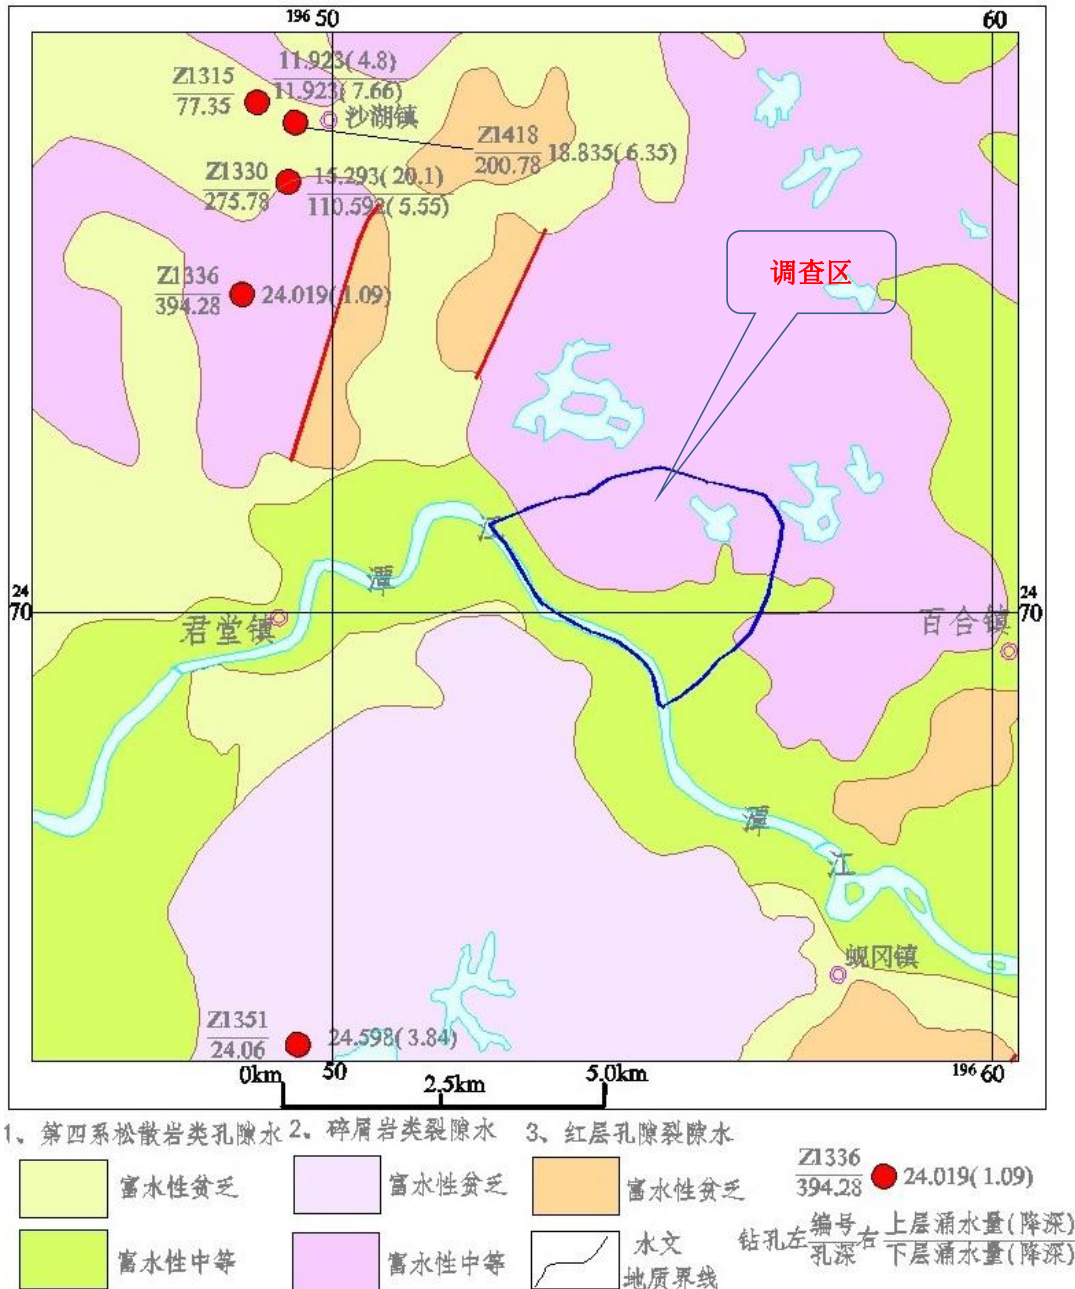 196 50
60
Z1315
77.35
11.923(4.8)
11.923(7.66)
沙湖镇
Z1418
200.78
18.835(6.35)
Z1330
275.78
15.293(20.1)
110.592(5.55)
调查区
Z1336
394.28
24.019(1.09)
江
潭
24
70
24
70
君堂镇
百合镇
潭
江
蚬冈镇
Z1351
24.06
24.598(3.84)
0km
50
2.5km
5.0km
196 60
1、第四系松散岩类孔隙水
2、碎屑岩类裂隙水
3、红层孔隙裂隙水
富水性贫乏
富水性贫乏
富水性贫乏
Z1336
394.28
24.019(1.09)
富水性中等
富水性中等
水文
地质界线
钻孔左 编号 右 上层涌水量(降深)
孔深 下层涌水量(降深)